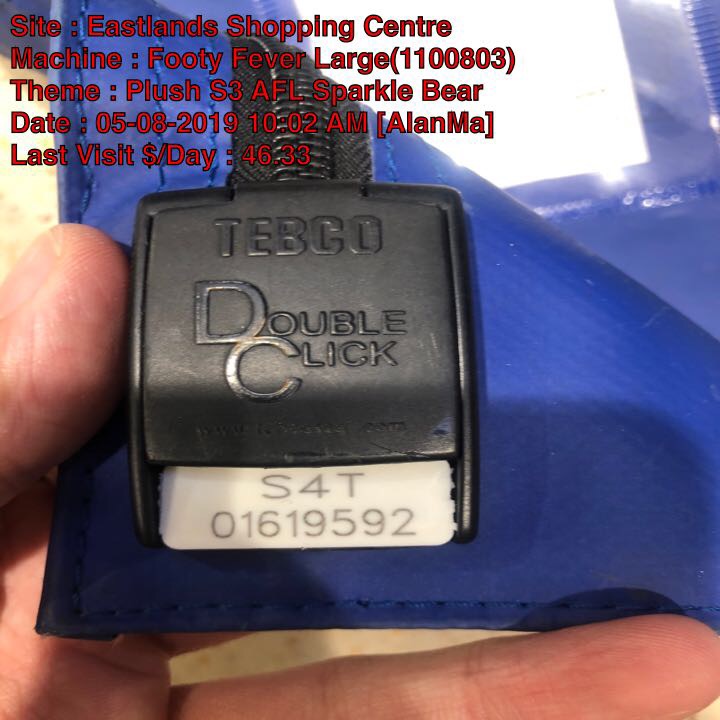 Site : Eastlands Shopping Centre
Machine : Footy Fever Large(1100803)
Theme : Plush S3 AFL Sparkle Bear
Date : 05-08-2019 10:02 AM [AlanMa]
Last Visit $/Day : 46.33
TEBCO
DOUBLE
CLICK
S4T
01619592